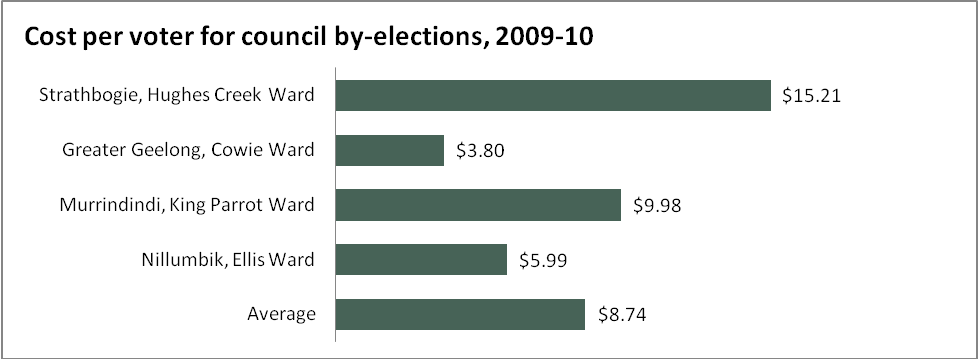 Cost per voter for council by-elections, 2009-10
Strathbogie, Hughes Creek Ward $15.21
Greater Geelong, Cowie Ward $3.80
Murrindindi, King Parrot Ward $9.98
Nillumbik, Ellis Ward $5.99
Average $8.74